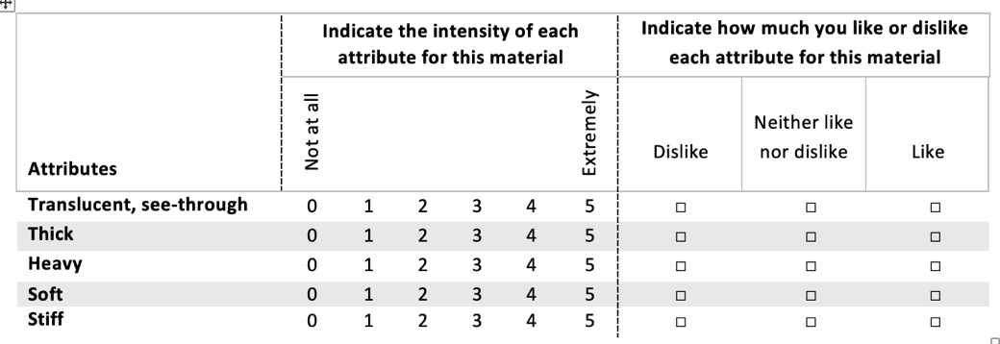 Indicate the intensity of each
attribute for this material
Indicate how much you like or dislike
each attribute for this material
Attributes
Not at all
Extremely
Dislike
Neither like
nor dislike
Like
Translucent, see-through 0 1 2 3 4 5 □ □ □
Thick 0 1 2 3 4 5 □ □ □
Heavy 0 1 2 3 4 5 □ □ □
Soft 0 1 2 3 4 5 □ □ □
Stiff 0 1 2 3 4 5 □ □ □